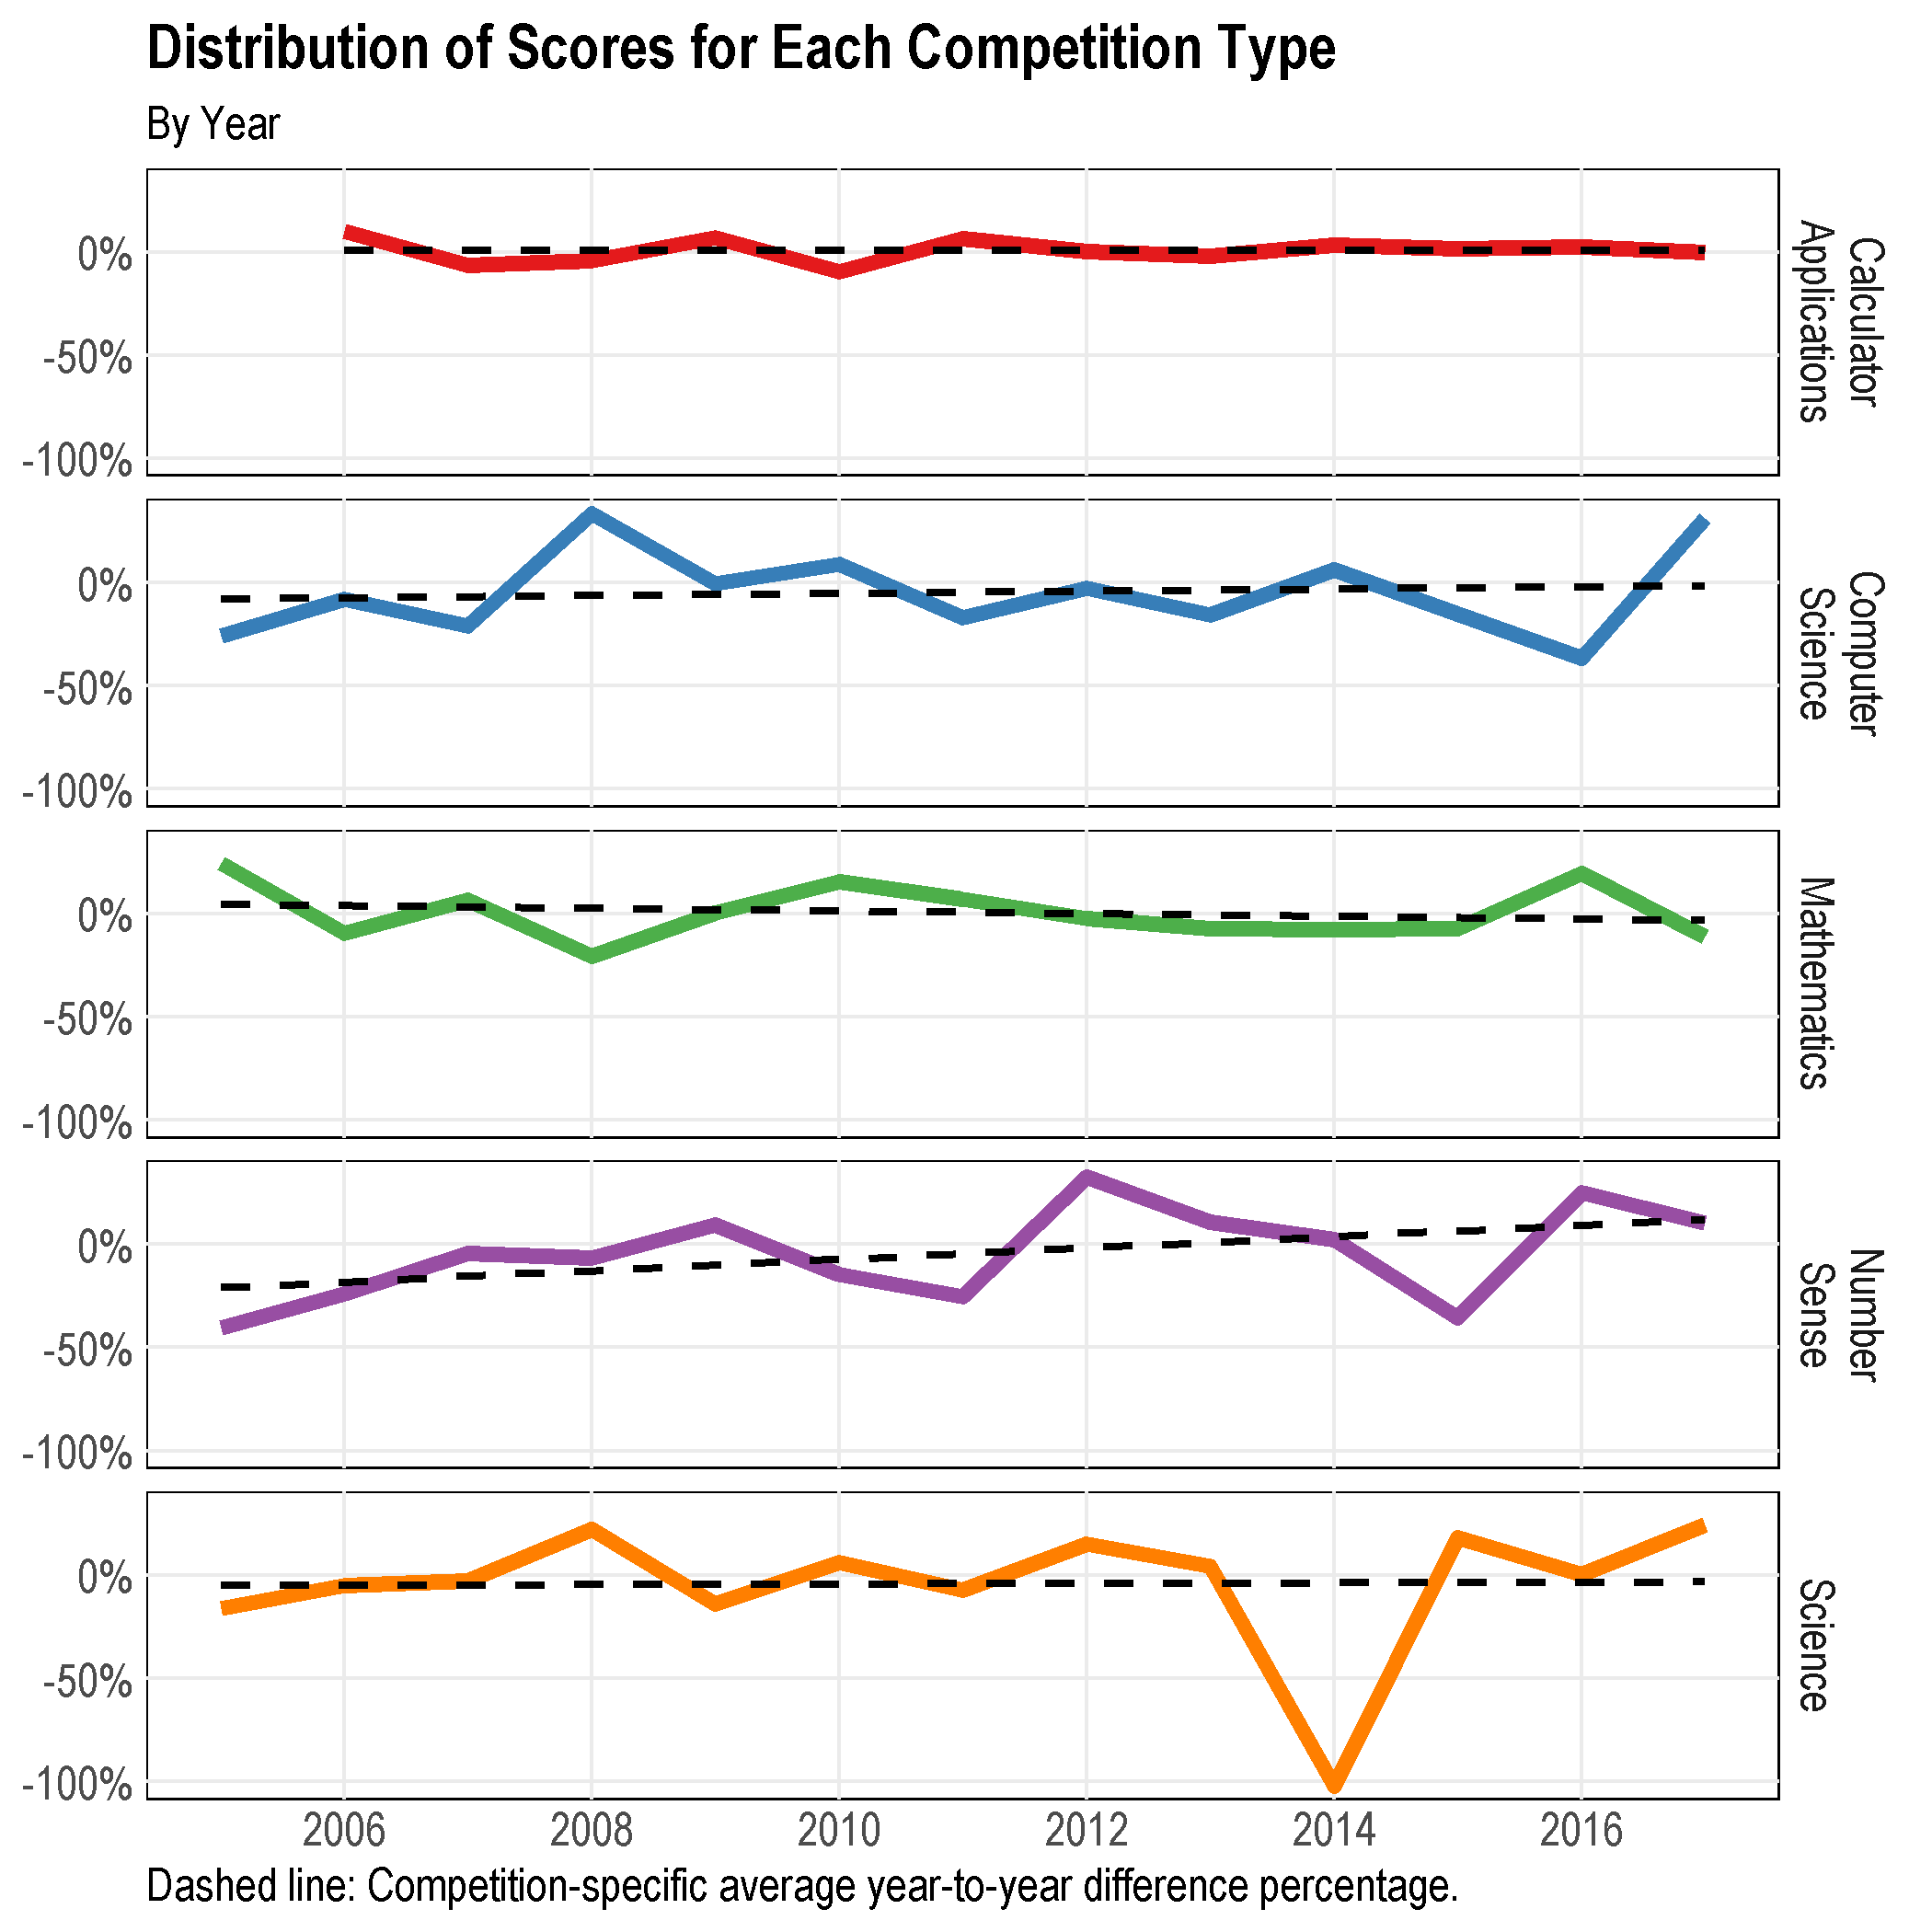 Distribution of Scores for Each Competition Type
By Year
0%
-50%
-100%
Calculator
Applications
0%
-50%
-100%
Computer
Science
0%
-50%
-100%
Mathematics
0%
-50%
-100%
Number
Sense
0%
-50%
-100%
Science
2006 2008 2010 2012 2014 2016
Dashed line: Competition-specific average year-to-year difference percentage.